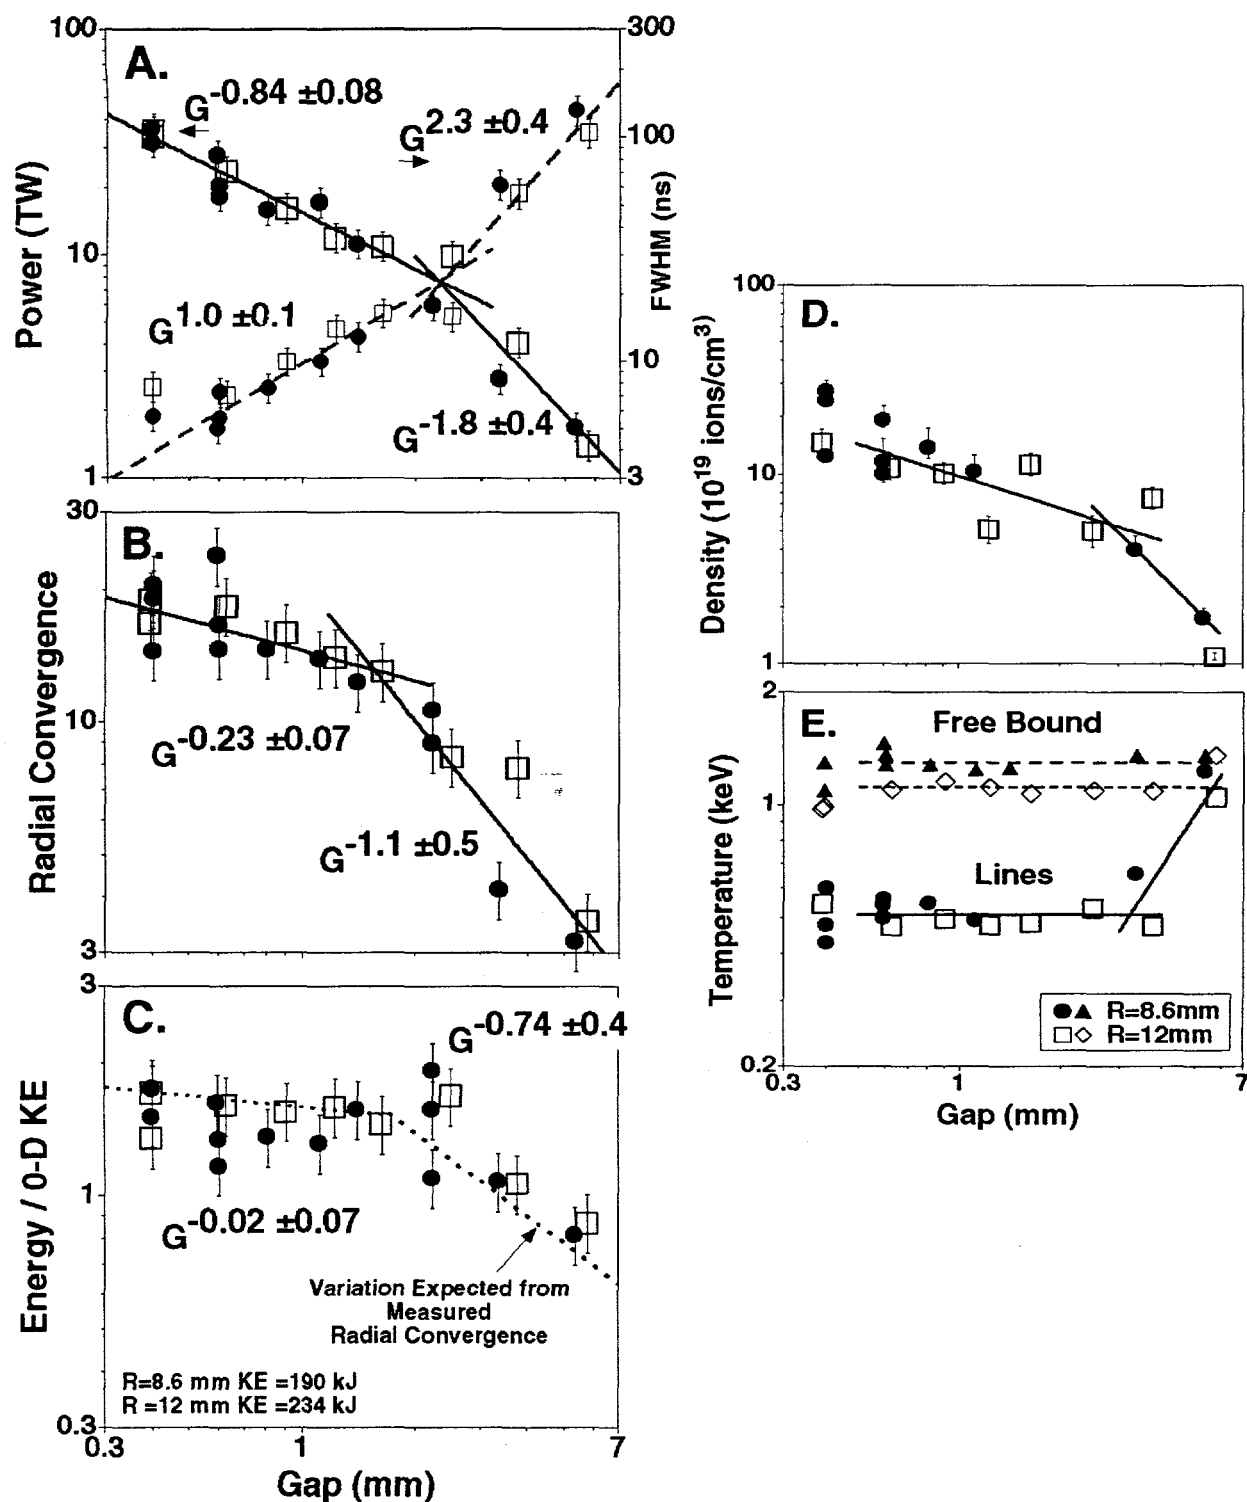 A.
100
10
1
Power (TW)
G-0.84 ±0.08
G2.3 ±0.4
G1.0 ±0.1
G-1.8 ±0.4
300
100
10
3
FWHM (ns)
B.
30
10
3
Radial Convergence
G-0.23 ±0.07
G-1.1 ±0.5
C.
3
1
0.3
Energy / 0-D KE
G-0.74 ±0.4
G-0.02 ±0.07
Variation Expected from
Measured
Radial Convergence
R=8.6 mm KE =190 kJ
R =12 mm KE =234 kJ
0.3
1
7
Gap (mm)
D.
100
10
1
Density (10¹⁹ ions/cm³)
E.
2
1
0.2
Temperature (keV)
Free Bound
Lines
R=8.6mm
R=12mm
0.3
1
7
Gap (mm)